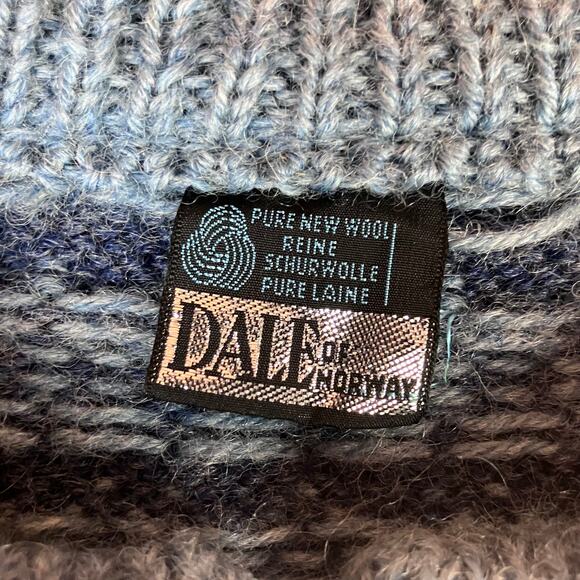 PURE NEW WOOL
REINE
SCHURWOLLE
PURE LAINE
DALE OF NORWAY